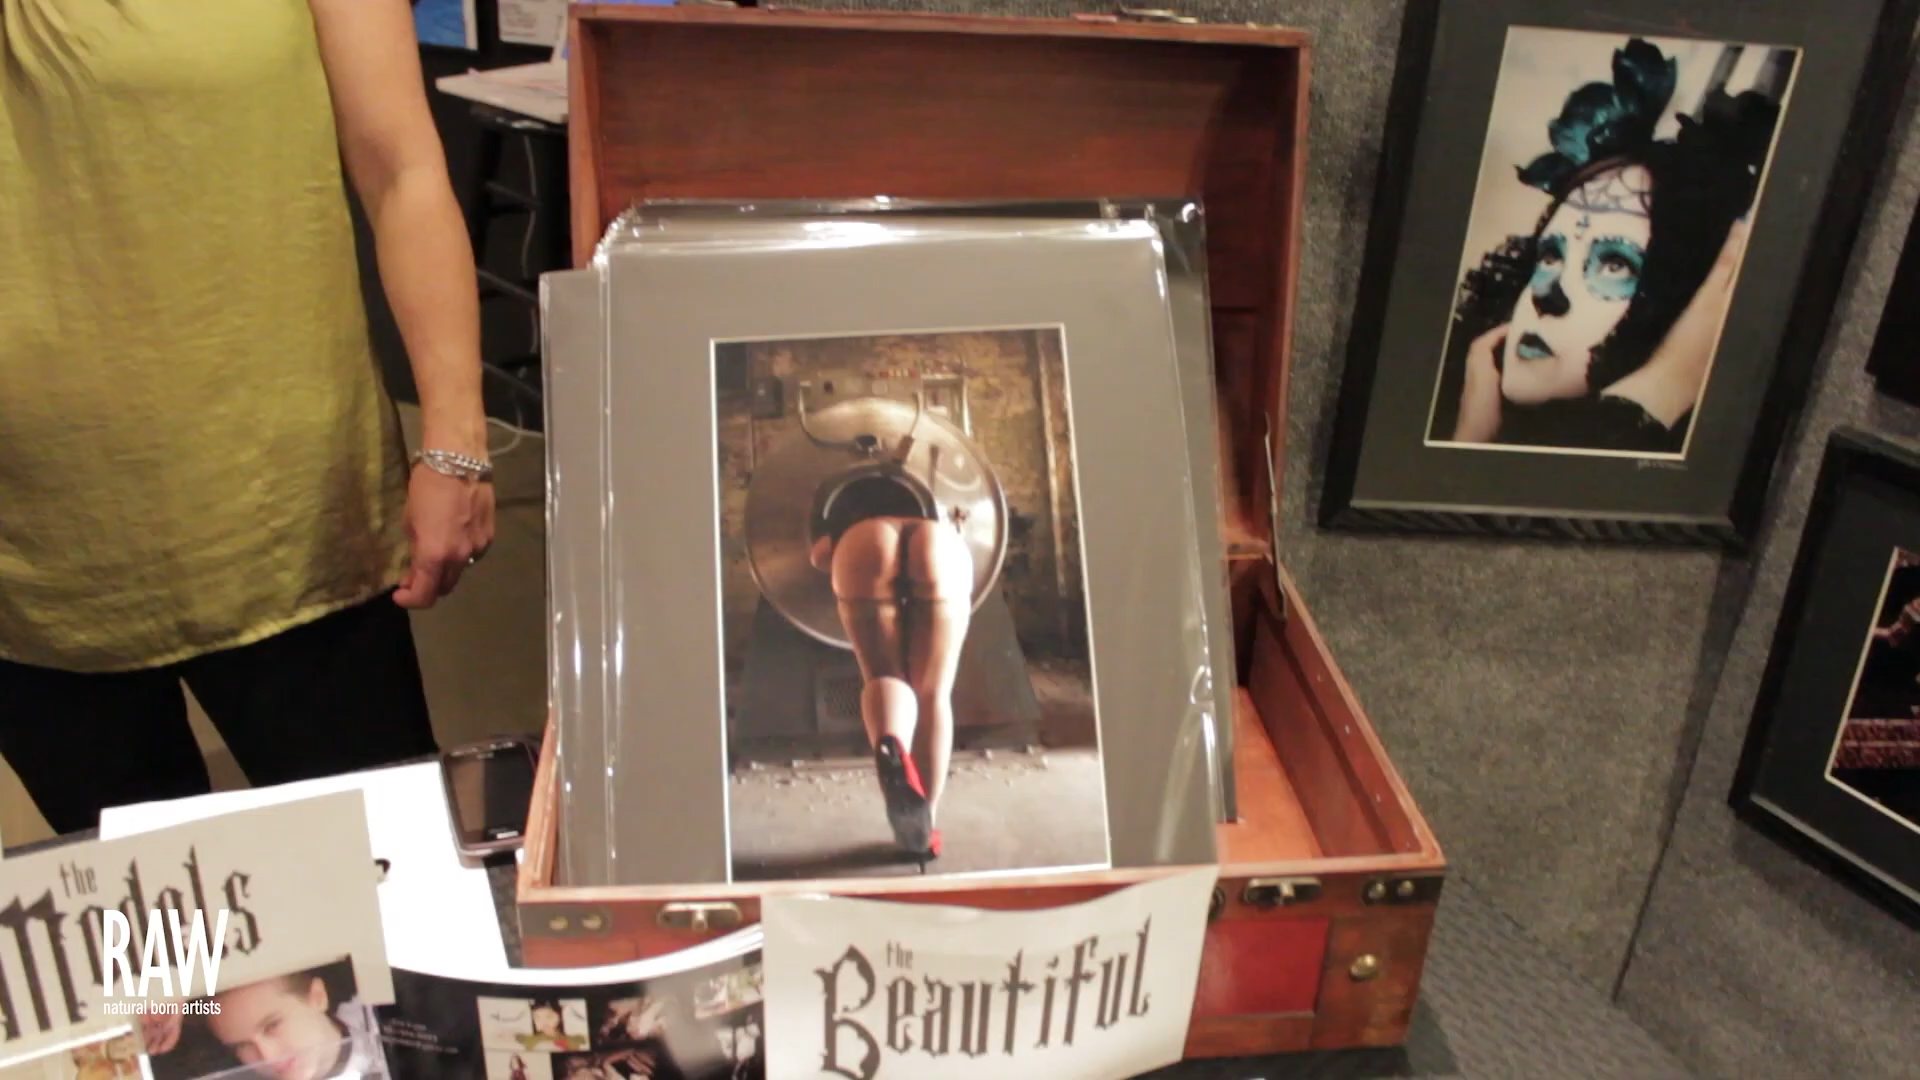 the
Models
RAW
natural born artists
the
Beautiful